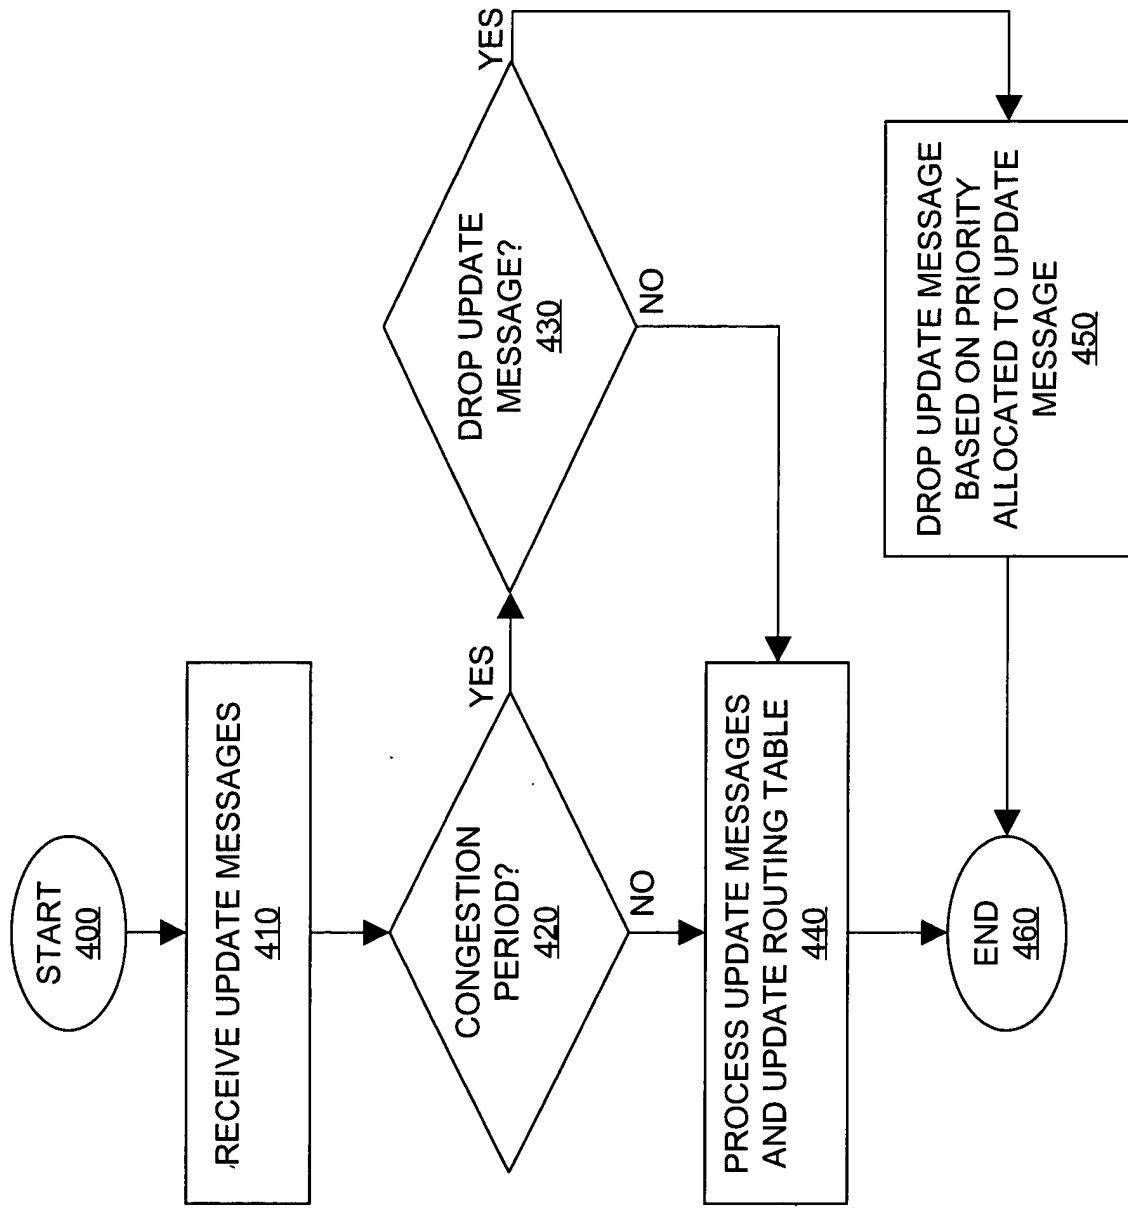 START
400
RECEIVE UPDATE MESSAGES
410
CONGESTION
PERIOD?
420
YES
NO
DROP UPDATE
MESSAGE?
430
YES
NO
PROCESS UPDATE MESSAGES
AND UPDATE ROUTING TABLE
440
DROP UPDATE MESSAGE
BASED ON PRIORITY
ALLOCATED TO UPDATE
MESSAGE
450
END
460